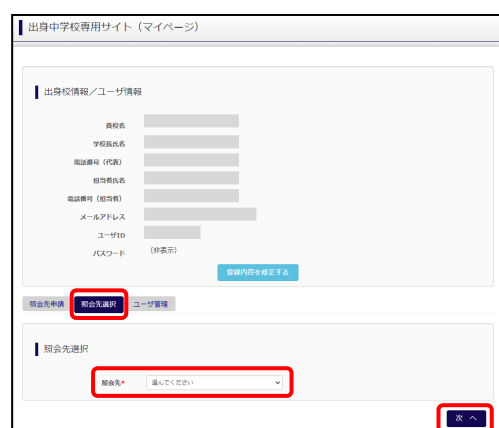 出身中学校専用サイト（マイページ）
出身校情報／ユーザ情報
貴校名
学校長氏名
電話番号（代表）
担当者氏名
電話番号（担当者）
メールアドレス
ユーザID
パスワード （非表示）
登録内容を修正する
照会先申請 照会先選択 ユーザ管理
照会先選択
照会先* 選んでください
次 へ